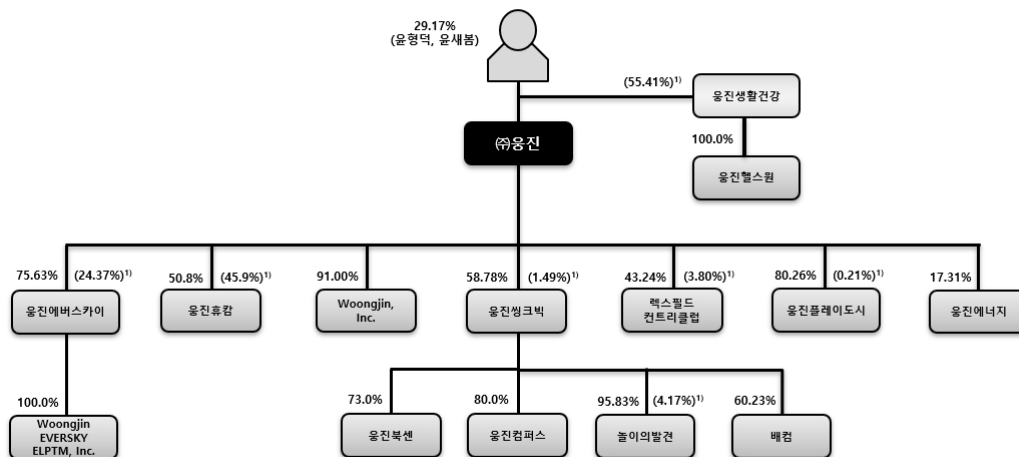 29.17%
(윤형덕, 윤새봄)
(55.41%)¹⁾
웅진생활건강
㈜웅진
100.0%
웅진헬스원
75.63% (24.37%)¹⁾
50.8% (45.9%)¹⁾
91.00%
58.78% (1.49%)¹⁾
43.24% (3.80%)¹⁾
80.26% (0.21%)¹⁾
17.31%
웅진에버스카이
웅진휴캄
Woongjin,
Inc.
웅진씽크빅
렉스필드
컨트리클럽
웅진플레이도시
웅진에너지
100.0%
73.0%
80.0%
95.83% (4.17%)¹⁾
60.23%
Woongjin
EVERSKY
ELPTM, Inc.
웅진북센
웅진컴퍼스
놀이의발견
배컴